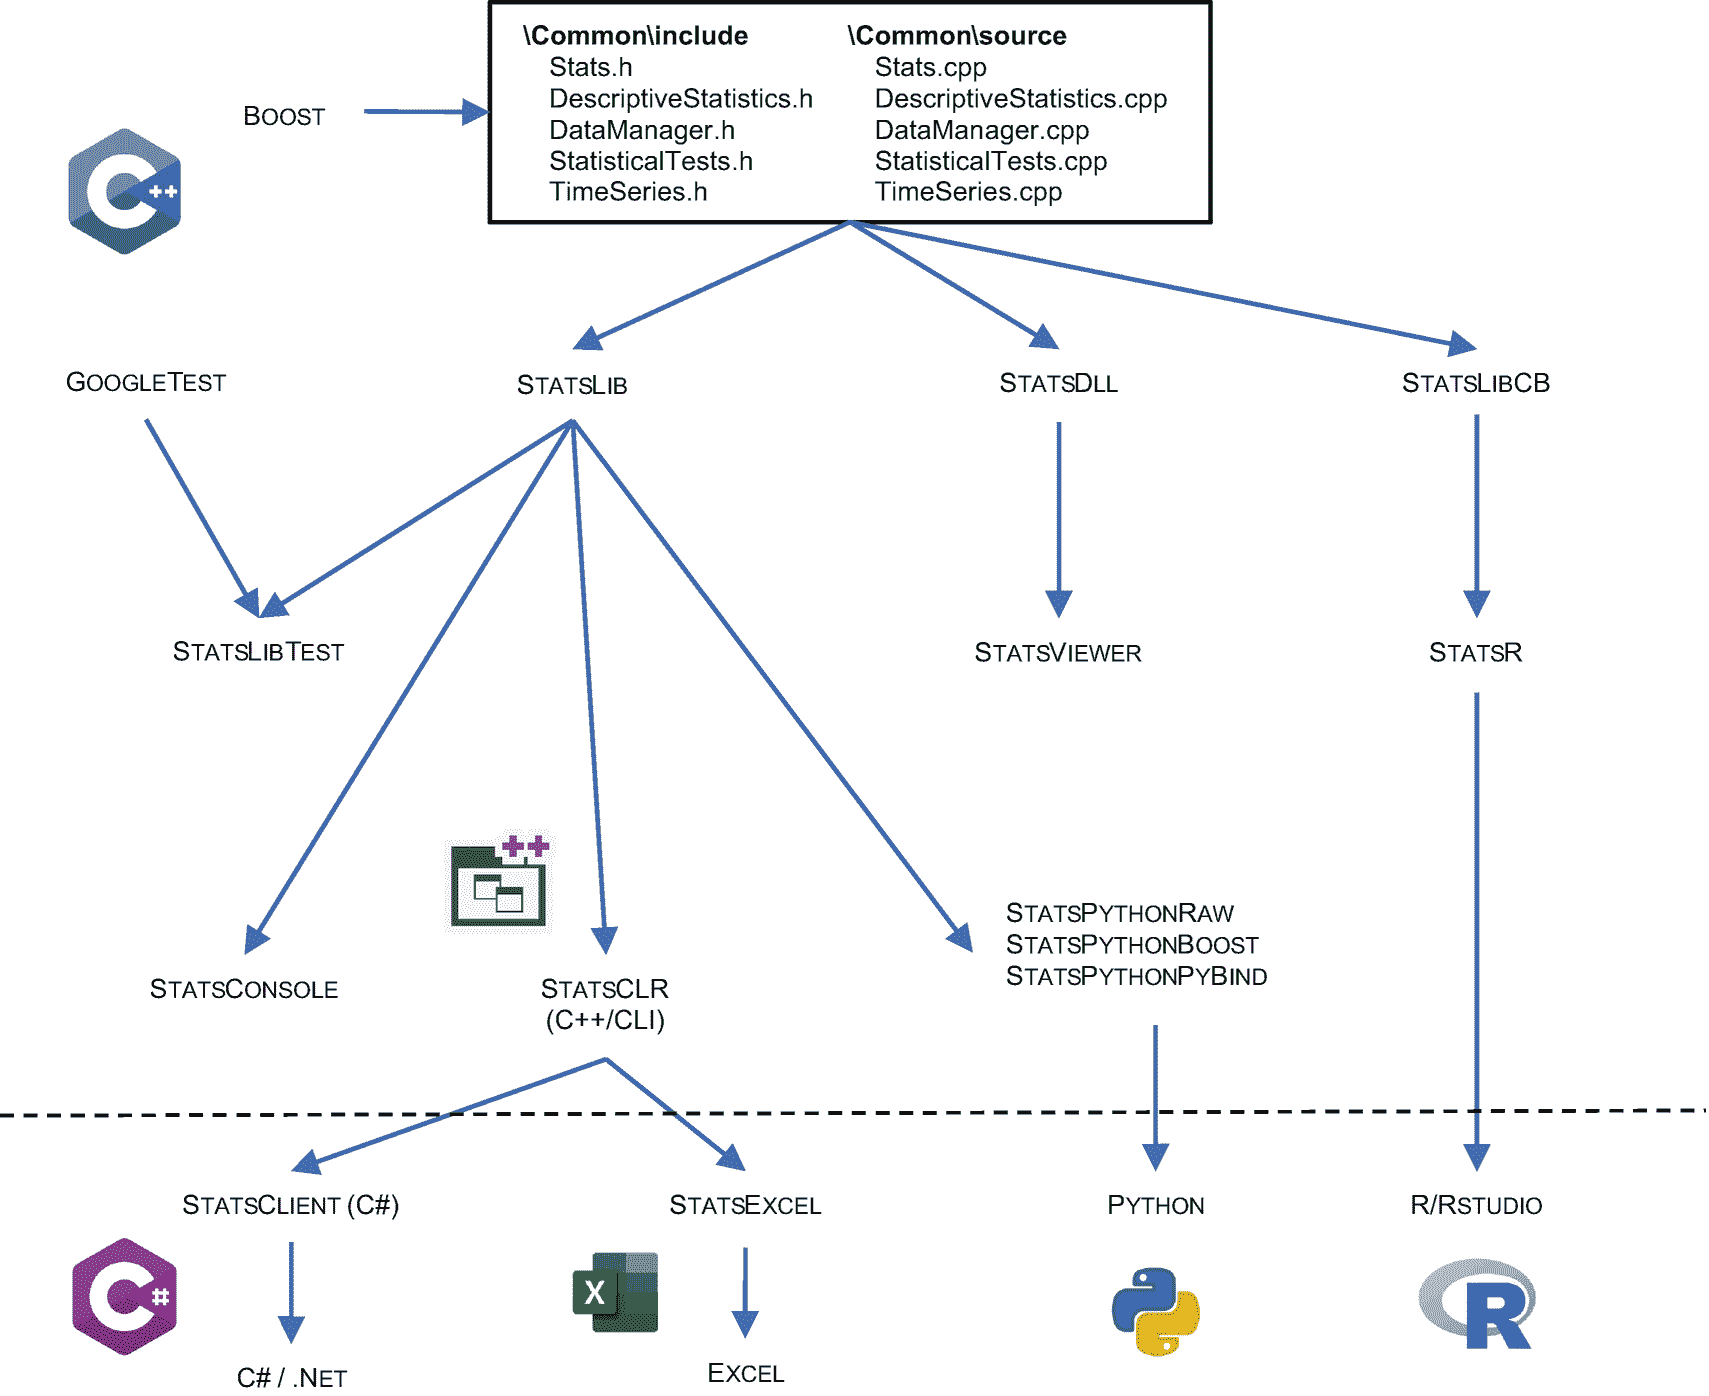 \Common\include
\Common\source
Stats.h
Stats.cpp
DescriptiveStatistics.h
DescriptiveStatistics.cpp
BOOST
DataManager.h
DataManager.cpp
StatisticalTests.h
StatisticalTests.cpp
TimeSeries.h
TimeSeries.cpp
C++
GOOGLETEST
STATSLIB
STATSDLL
STATSLIBCB
STATSLIBTEST
STATSVIEWER
STATSR
++
STATSPYTHONRAW
STATSPYTHONBOOST
STATSPYTHONPYBIND
STATSCONSOLE
STATSCLR
(C++/CLI)
STATSCLIENT (C#)
STATSEXCEL
PYTHON
R/RSTUDIO
C#
X
R
C# / .NET
EXCEL